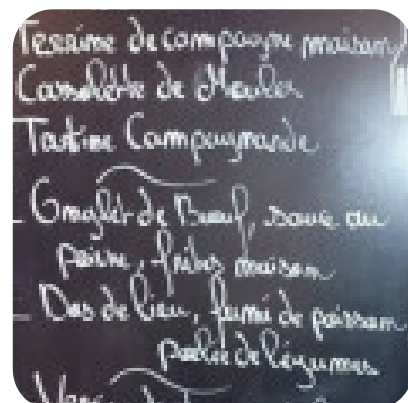 Terrine de campagne maison
Cassolette de Moules
Tartine Campagnarde
- Onglet de Bœuf, sauce au
poivre, frites maison
- Dos de lieu, fumé de poisson
poêlée de légumes